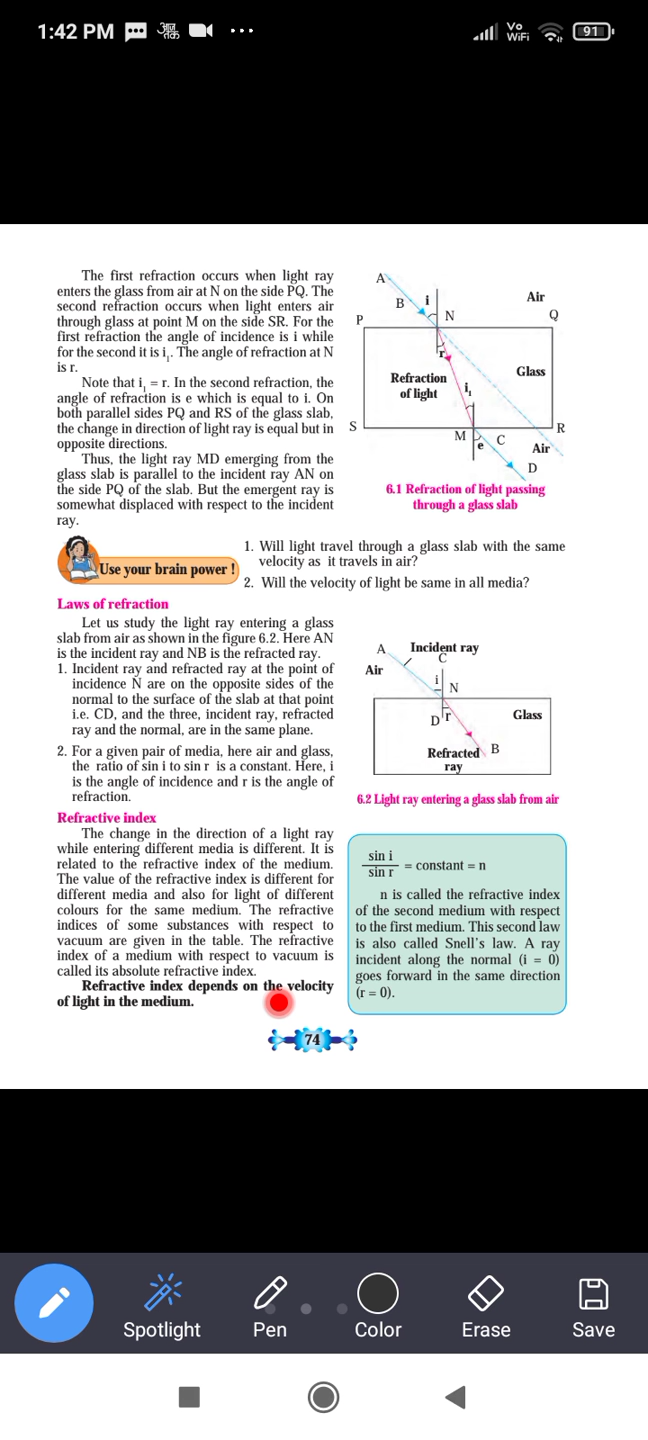 1:42 PM
आज
तक
Vo
WiFi
91
The first refraction occurs when light ray
enters the glass from air at N on the side PQ. The
second refraction occurs when light enters air
through glass at point M on the side SR. For the
first refraction the angle of incidence is i while
for the second it is i₁. The angle of refraction at N
is r.
Note that i₁ = r. In the second refraction, the
angle of refraction is e which is equal to i. On
both parallel sides PQ and RS of the glass slab,
the change in direction of light ray is equal but in
opposite directions.
Thus, the light ray MD emerging from the
glass slab is parallel to the incident ray AN on
the side PQ of the slab. But the emergent ray is
somewhat displaced with respect to the incident
ray.
A
B
i
N
Air
P
Q
r
Glass
Refraction
of light
i₁
S
R
M
e
C
Air
D
6.1 Refraction of light passing
through a glass slab
Use your brain power !
1. Will light travel through a glass slab with the same
velocity as it travels in air?
2. Will the velocity of light be same in all media?
Laws of refraction
Let us study the light ray entering a glass
slab from air as shown in the figure 6.2. Here AN
is the incident ray and NB is the refracted ray.
1. Incident ray and refracted ray at the point of
incidence N are on the opposite sides of the
normal to the surface of the slab at that point
i.e. CD, and the three, incident ray, refracted
ray and the normal, are in the same plane.
2. For a given pair of media, here air and glass,
the ratio of sin i to sin r is a constant. Here, i
is the angle of incidence and r is the angle of
refraction.
A
Incident ray
C
Air
i
N
D
r
Glass
Refracted
ray
B
6.2 Light ray entering a glass slab from air
Refractive index
The change in the direction of a light ray
while entering different media is different. It is
related to the refractive index of the medium.
The value of the refractive index is different for
different media and also for light of different
colours for the same medium. The refractive
indices of some substances with respect to
vacuum are given in the table. The refractive
index of a medium with respect to vacuum is
called its absolute refractive index.
Refractive index depends on the velocity
of light in the medium.
sin i
sin r
= constant = n
n is called the refractive index
of the second medium with respect
to the first medium. This second law
is also called Snell's law. A ray
incident along the normal (i = 0)
goes forward in the same direction
(r = 0).
74
Spotlight
Pen
Color
Erase
Save